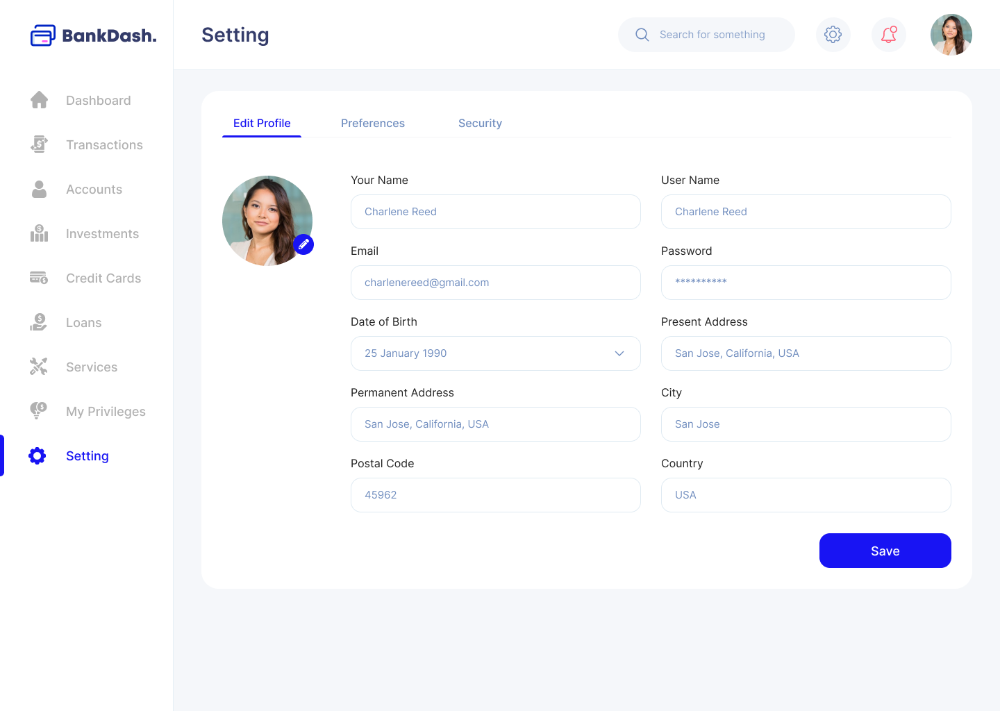 BankDash.
Setting
Search for something
Dashboard
Transactions
Accounts
Investments
Credit Cards
Loans
Services
My Privileges
Setting
Edit Profile
Preferences
Security
Your Name
Charlene Reed
User Name
Charlene Reed
Email
charlenereed@gmail.com
Password
**********
Date of Birth
25 January 1990
Present Address
San Jose, California, USA
Permanent Address
San Jose, California, USA
City
San Jose
Postal Code
45962
Country
USA
Save